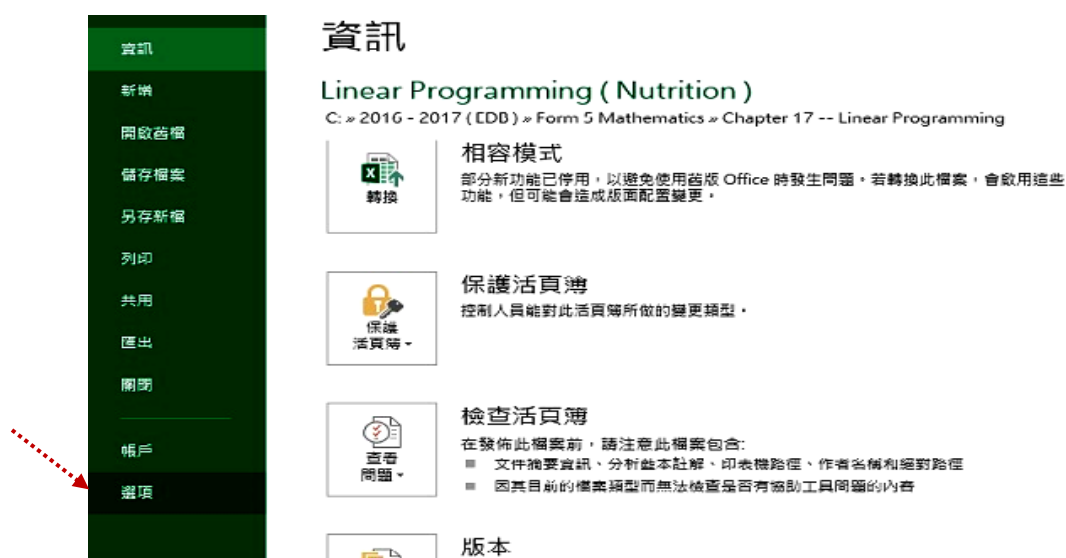 資訊
新增
開啟舊檔
儲存檔案
另存新檔
列印
共用
匯出
關閉
帳戶
選項
資訊
Linear Programming ( Nutrition )
C: » 2016 - 2017 ( EDB ) » Form 5 Mathematics » Chapter 17 -- Linear Programming
轉換
相容模式
部分新功能已停用，以避免使用舊版 Office 時發生問題。若轉換此檔案，會啟用這些
功能，但可能會造成版面配置變更。
保護
活頁簿
保護活頁簿
控制人員能對此活頁簿所做的變更類型。
查看
問題
檢查活頁簿
在發佈此檔案前，請注意此檔案包含:
文件摘要資訊、分析藍本註解、印表機路徑、作者名稱和絕對路徑
因其目前的檔案類型而無法檢查是否有協助工具問題的內容
版本